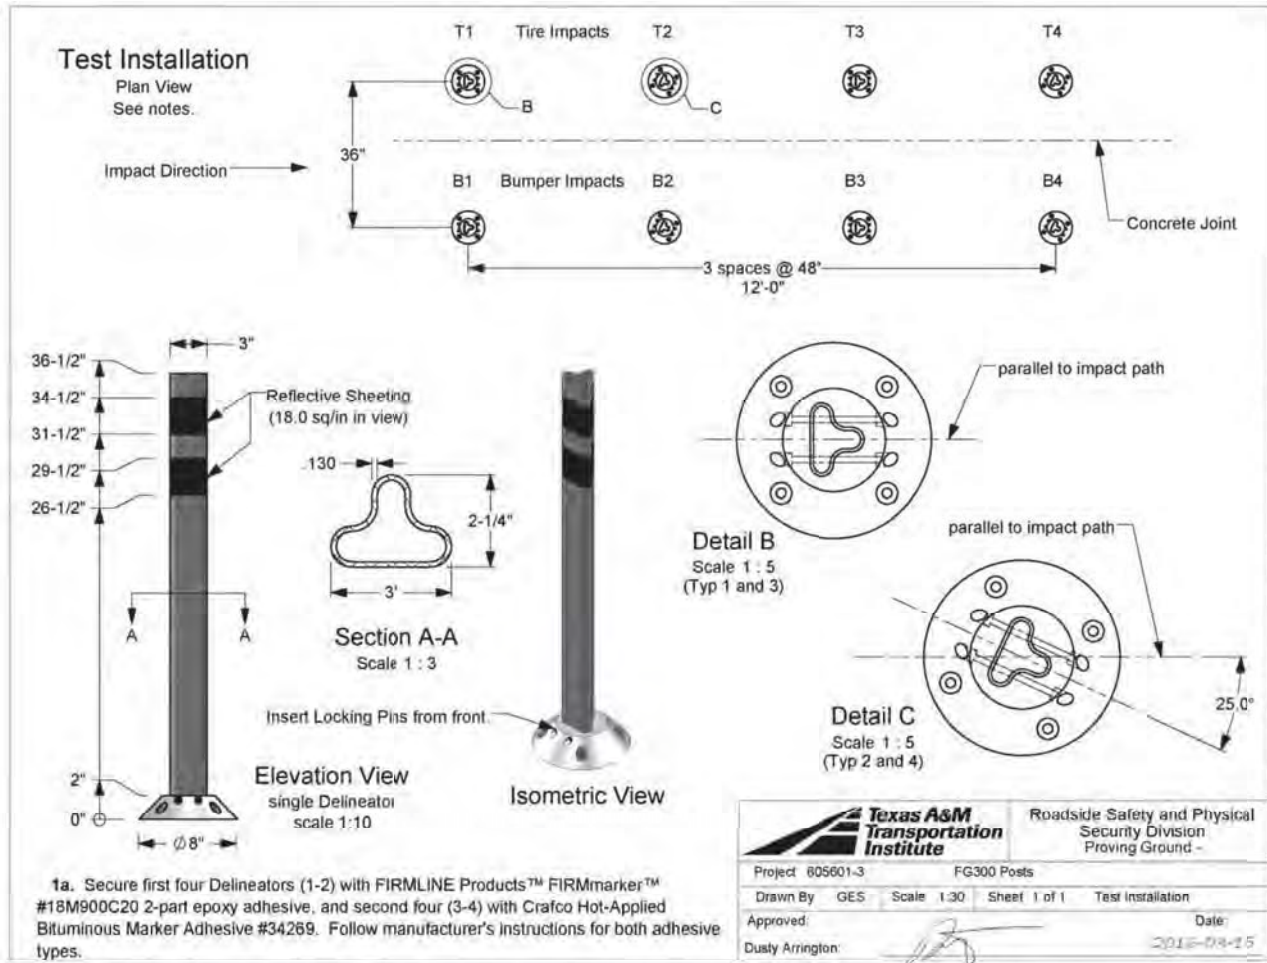 Test Installation
Plan View
See notes.
T1 Tire Impacts T2 T3 T4
B
C
36"
Impact Direction
B1 Bumper Impacts B2 B3 B4
Concrete Joint
3 spaces @ 48'
12'-0"
3"
36-1/2"
34-1/2"
31-1/2"
29-1/2"
26-1/2"
Reflective Sheeting
(18.0 sq/in in view)
A A
2"
0"
Ø8"
Elevation View
single Delineator
scale 1:10
.130
2-1/4"
3'
Section A-A
Scale 1 : 3
Insert Locking Pins from front.
Isometric View
parallel to impact path
Detail B
Scale 1 : 5
(Typ 1 and 3)
parallel to impact path
25.0°
Detail C
Scale 1 : 5
(Typ 2 and 4)
1a. Secure first four Delineators (1-2) with FIRMLINE Products™ FIRMmarker™
#18M900C20 2-part epoxy adhesive, and second four (3-4) with Crafco Hot-Applied
Bituminous Marker Adhesive #34269. Follow manufacturer's instructions for both adhesive
types.
Texas A&M
Transportation
Institute
Roadside Safety and Physical
Security Division
Proving Ground -
Project 605601-3 FG300 Posts
Drawn By GES Scale 1:30 Sheet 1 of 1 Test Installation
Approved:
Dusty Arrington:
Date: